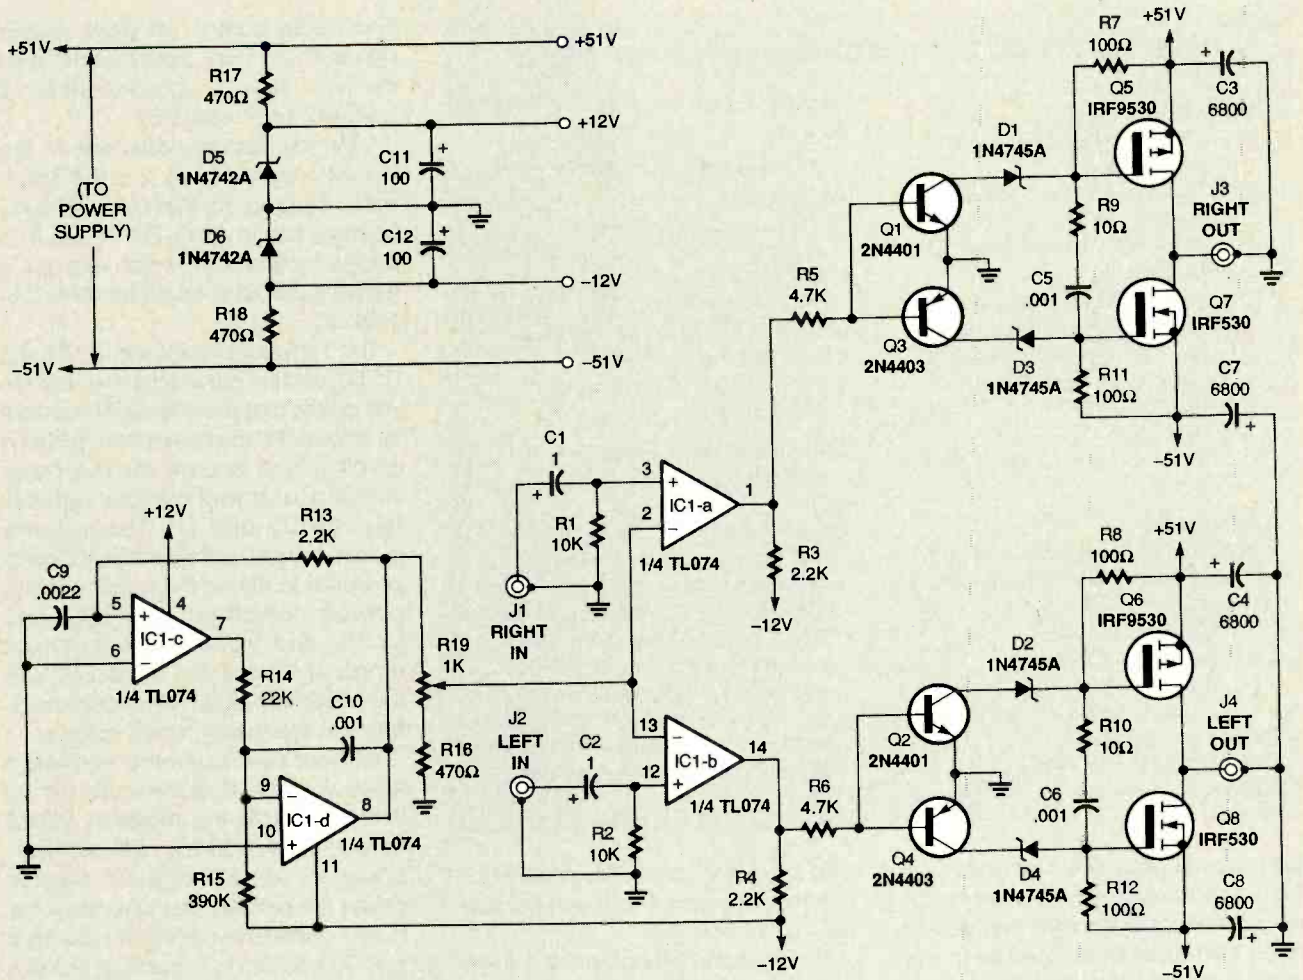 +51V
+51V
R17
470Ω
+12V
D5
1N4742A
C11
100
+
(TO
POWER
SUPPLY)
D6
1N4742A
C12
100
+
−12V
R18
470Ω
−51V
−51V
R7
100Ω
+51V
+
C3
6800
Q5
IRF9530
D1
1N4745A
J3
RIGHT
OUT
R9
10Ω
Q1
2N4401
R5
4.7K
C5
.001
Q7
IRF530
Q3
2N4403
D3
1N4745A
R11
100Ω
C7
6800
+
−51V
C1
1
+
3
+
2
−
IC1-a
1
1/4 TL074
R1
10K
R3
2.2K
−12V
J1
RIGHT
IN
+12V
R13
2.2K
C9
.0022
5
+
4
IC1-c
7
6
−
1/4 TL074
R14
22K
R19
1K
C10
.001
R16
470Ω
9
−
10
+
IC1-d
8
1/4 TL074
11
R15
390K
J2
LEFT
IN
C2
1
+
13
−
12
+
IC1-b
14
1/4 TL074
R2
10K
R4
2.2K
−12V
R6
4.7K
R8
100Ω
+51V
+
C4
6800
Q6
IRF9530
D2
1N4745A
J4
LEFT
OUT
R10
10Ω
Q2
2N4401
C6
.001
Q8
IRF530
Q4
2N4403
D4
1N4745A
R12
100Ω
C8
6800
+
−51V